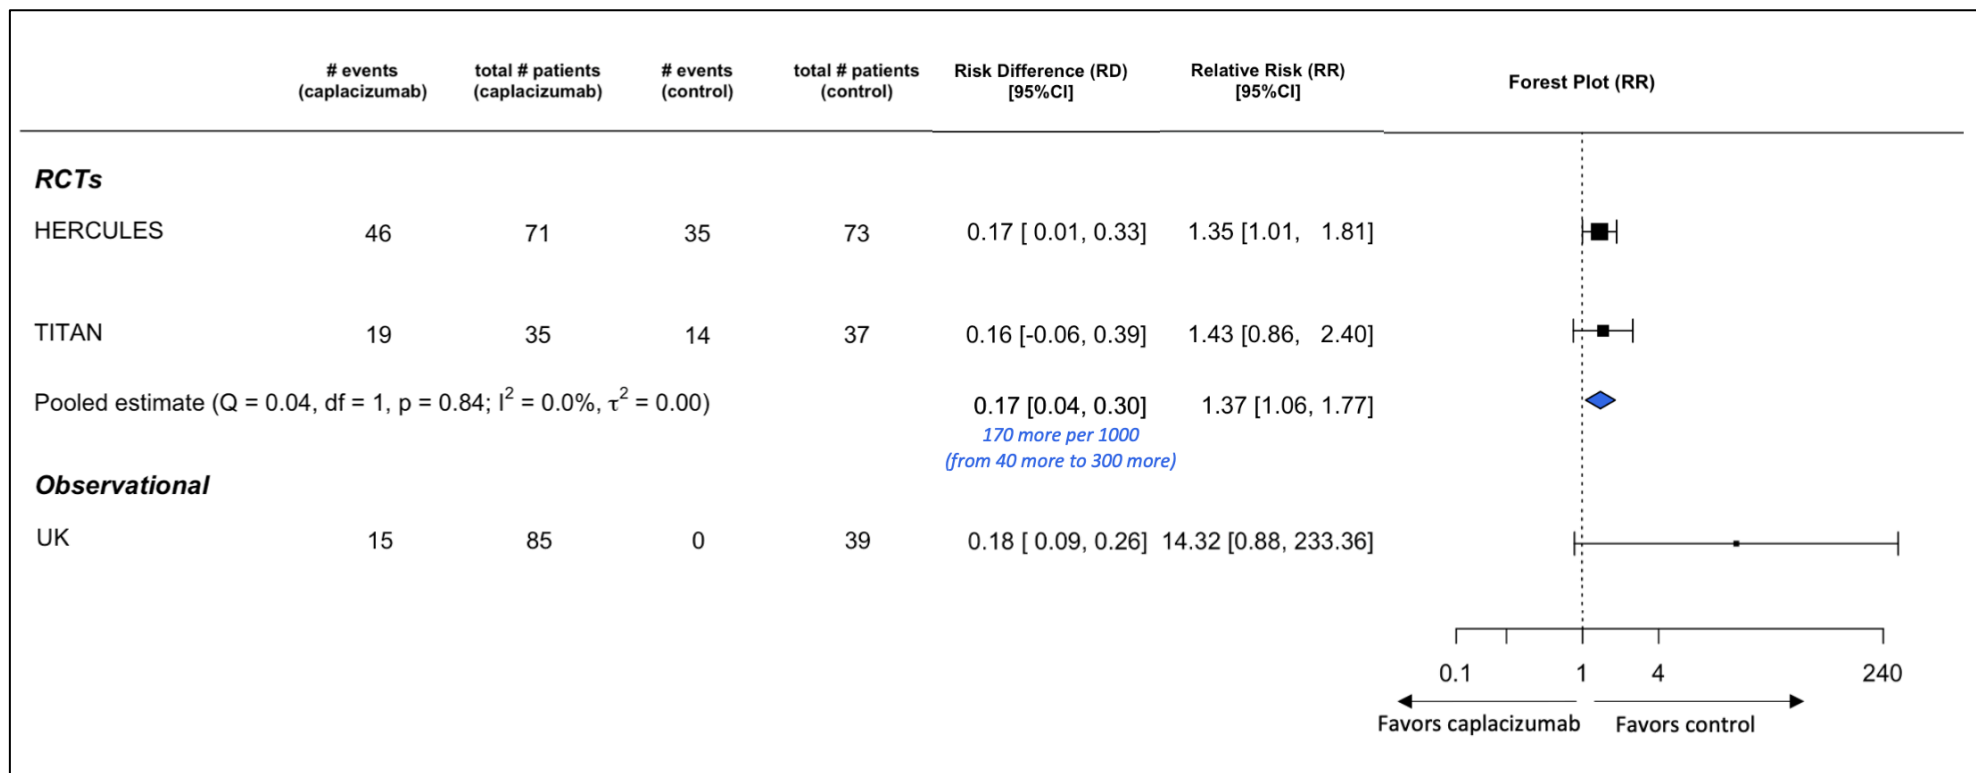 # events total # patients # events total # patients Risk Difference (RD) Relative Risk (RR) Forest Plot (RR)
(caplacizumab) (caplacizumab) (control) (control) [95%CI] [95%CI]
RCTs
HERCULES 46 71 35 73 0.17 [ 0.01, 0.33] 1.35 [1.01, 1.81]
TITAN 19 35 14 37 0.16 [-0.06, 0.39] 1.43 [0.86, 2.40]
Pooled estimate (Q = 0.04, df = 1, p = 0.84; I² = 0.0%, τ² = 0.00) 0.17 [0.04, 0.30] 1.37 [1.06, 1.77]
170 more per 1000
(from 40 more to 300 more)
Observational
UK 15 85 0 39 0.18 [ 0.09, 0.26] 14.32 [0.88, 233.36]
0.1 1 4 240
Favors caplacizumab Favors control